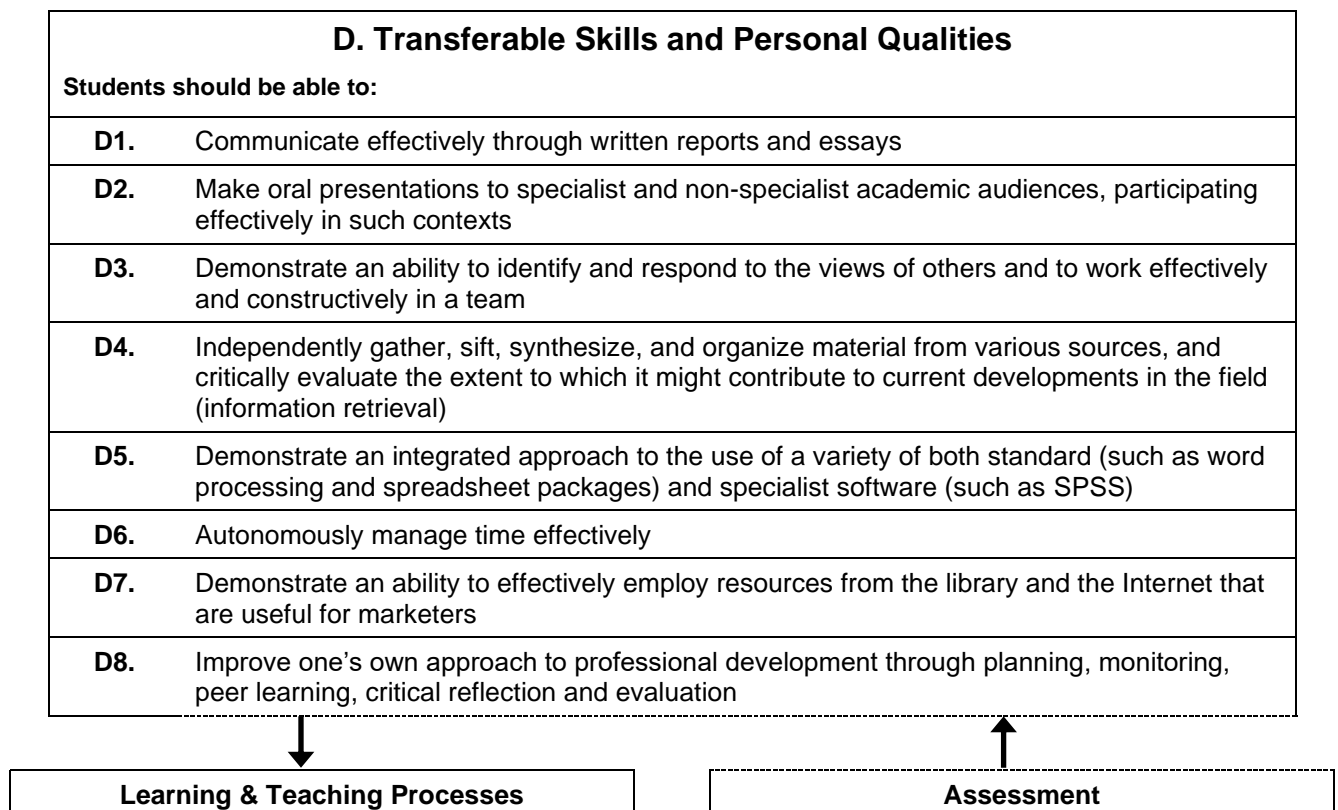 D. Transferable Skills and Personal Qualities
Students should be able to:
D1. Communicate effectively through written reports and essays
D2. Make oral presentations to specialist and non-specialist academic audiences, participating
effectively in such contexts
D3. Demonstrate an ability to identify and respond to the views of others and to work effectively
and constructively in a team
D4. Independently gather, sift, synthesize, and organize material from various sources, and
critically evaluate the extent to which it might contribute to current developments in the field
(information retrieval)
D5. Demonstrate an integrated approach to the use of a variety of both standard (such as word
processing and spreadsheet packages) and specialist software (such as SPSS)
D6. Autonomously manage time effectively
D7. Demonstrate an ability to effectively employ resources from the library and the Internet that
are useful for marketers
D8. Improve one’s own approach to professional development through planning, monitoring,
peer learning, critical reflection and evaluation
Learning & Teaching Processes
Assessment